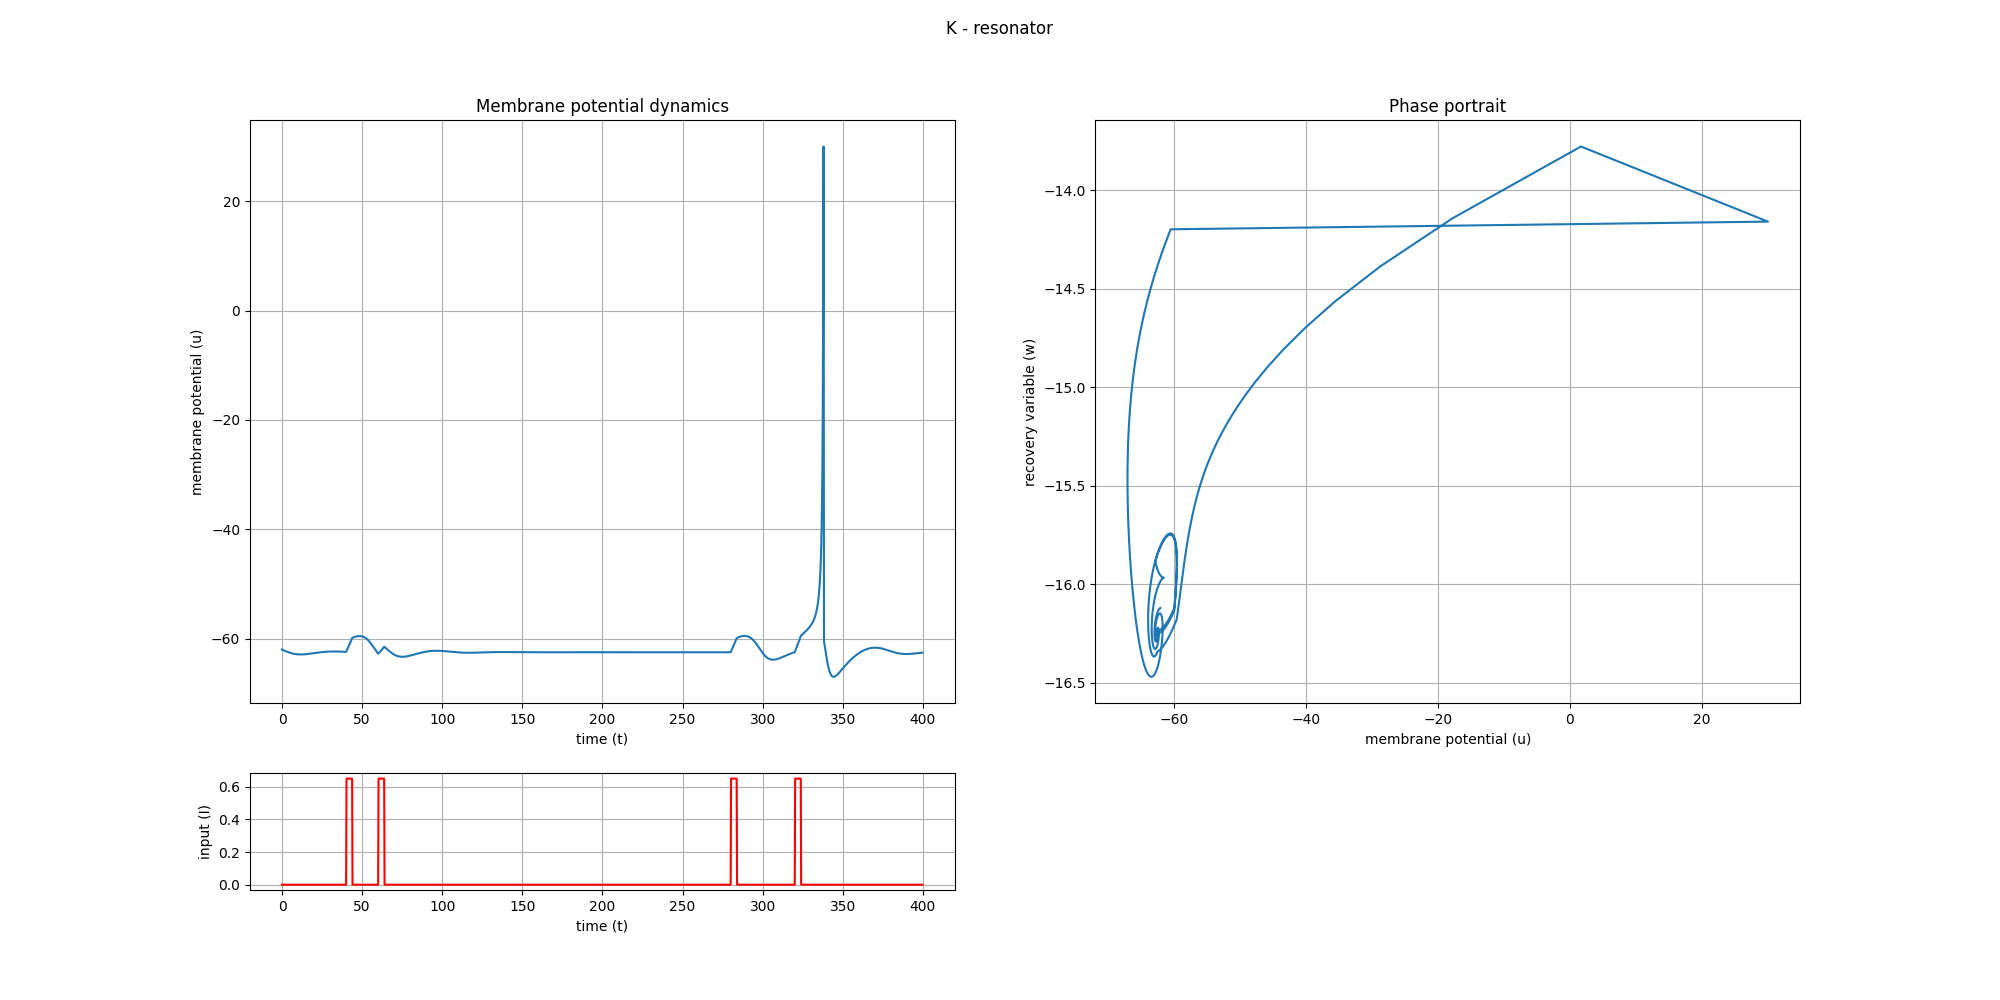 K - resonator
Membrane potential dynamics
membrane potential (u)
20
0
−20
−40
−60
0 50 100 150 200 250 300 350 400
time (t)
Phase portrait
recovery variable (w)
−14.0
−14.5
−15.0
−15.5
−16.0
−16.5
−60 −40 −20 0 20
membrane potential (u)
input (I)
0.6
0.4
0.2
0.0
0 50 100 150 200 250 300 350 400
time (t)